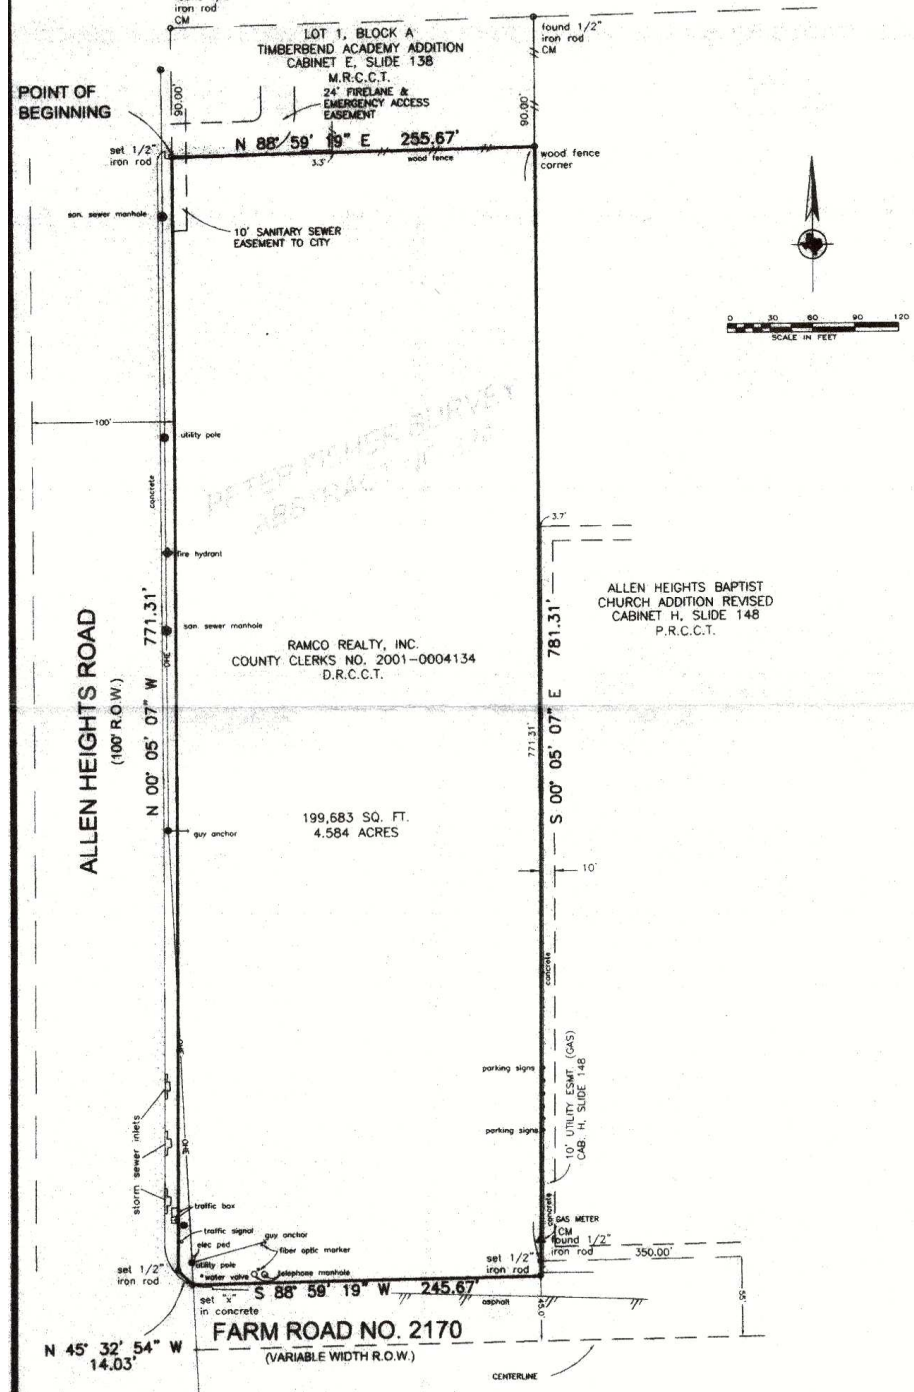 iron rod
CM
found 1/2"
iron rod
CM
LOT 1, BLOCK A
TIMBERBEND ACADEMY ADDITION
CABINET E, SLIDE 138
M.R.C.C.T.
24' FIRELANE &
EMERGENCY ACCESS
EASEMENT
POINT OF
BEGINNING
90.00'
90.00'
set 1/2"
iron rod
N 88° 59' 19" E 255.67'
3.3'
wood fence
wood fence
corner
san. sewer manhole
10' SANITARY SEWER
EASEMENT TO CITY
0 30 60 90 120
SCALE IN FEET
PETER FISHER SURVEY
ABSTRACT
100'
utility pole
concrete
3.7'
fire hydrant
ALLEN HEIGHTS BAPTIST
CHURCH ADDITION REVISED
CABINET H, SLIDE 148
P.R.C.C.T.
ALLEN HEIGHTS ROAD
(100' R.O.W.)
N 00° 05' 07" W 771.31'
san. sewer manhole
OHE
RAMCO REALTY, INC.
COUNTY CLERKS NO. 2001-0004134
D.R.C.C.T.
771.31'
S 00° 05' 07" E 781.31'
199,683 SQ. FT.
4.584 ACRES
guy anchor
10'
concrete
OHE
parking signs
parking signs
10' UTILITY ESMT. (GAS)
CAB. H, SLIDE 148
OHE
storm sewer inlets
traffic box
traffic signal
elec ped
guy anchor
fiber optic marker
utility pole
water valve
telephone manhole
concrete
GAS METER
CM
found 1/2"
iron rod
350.00'
set 1/2"
iron rod
set 1/2"
iron rod
set "x"
in concrete
S 88° 59' 19" W 245.67'
asphalt
45.0'
55'
N 45° 32' 54" W
14.03'
FARM ROAD NO. 2170
(VARIABLE WIDTH R.O.W.)
CENTERLINE